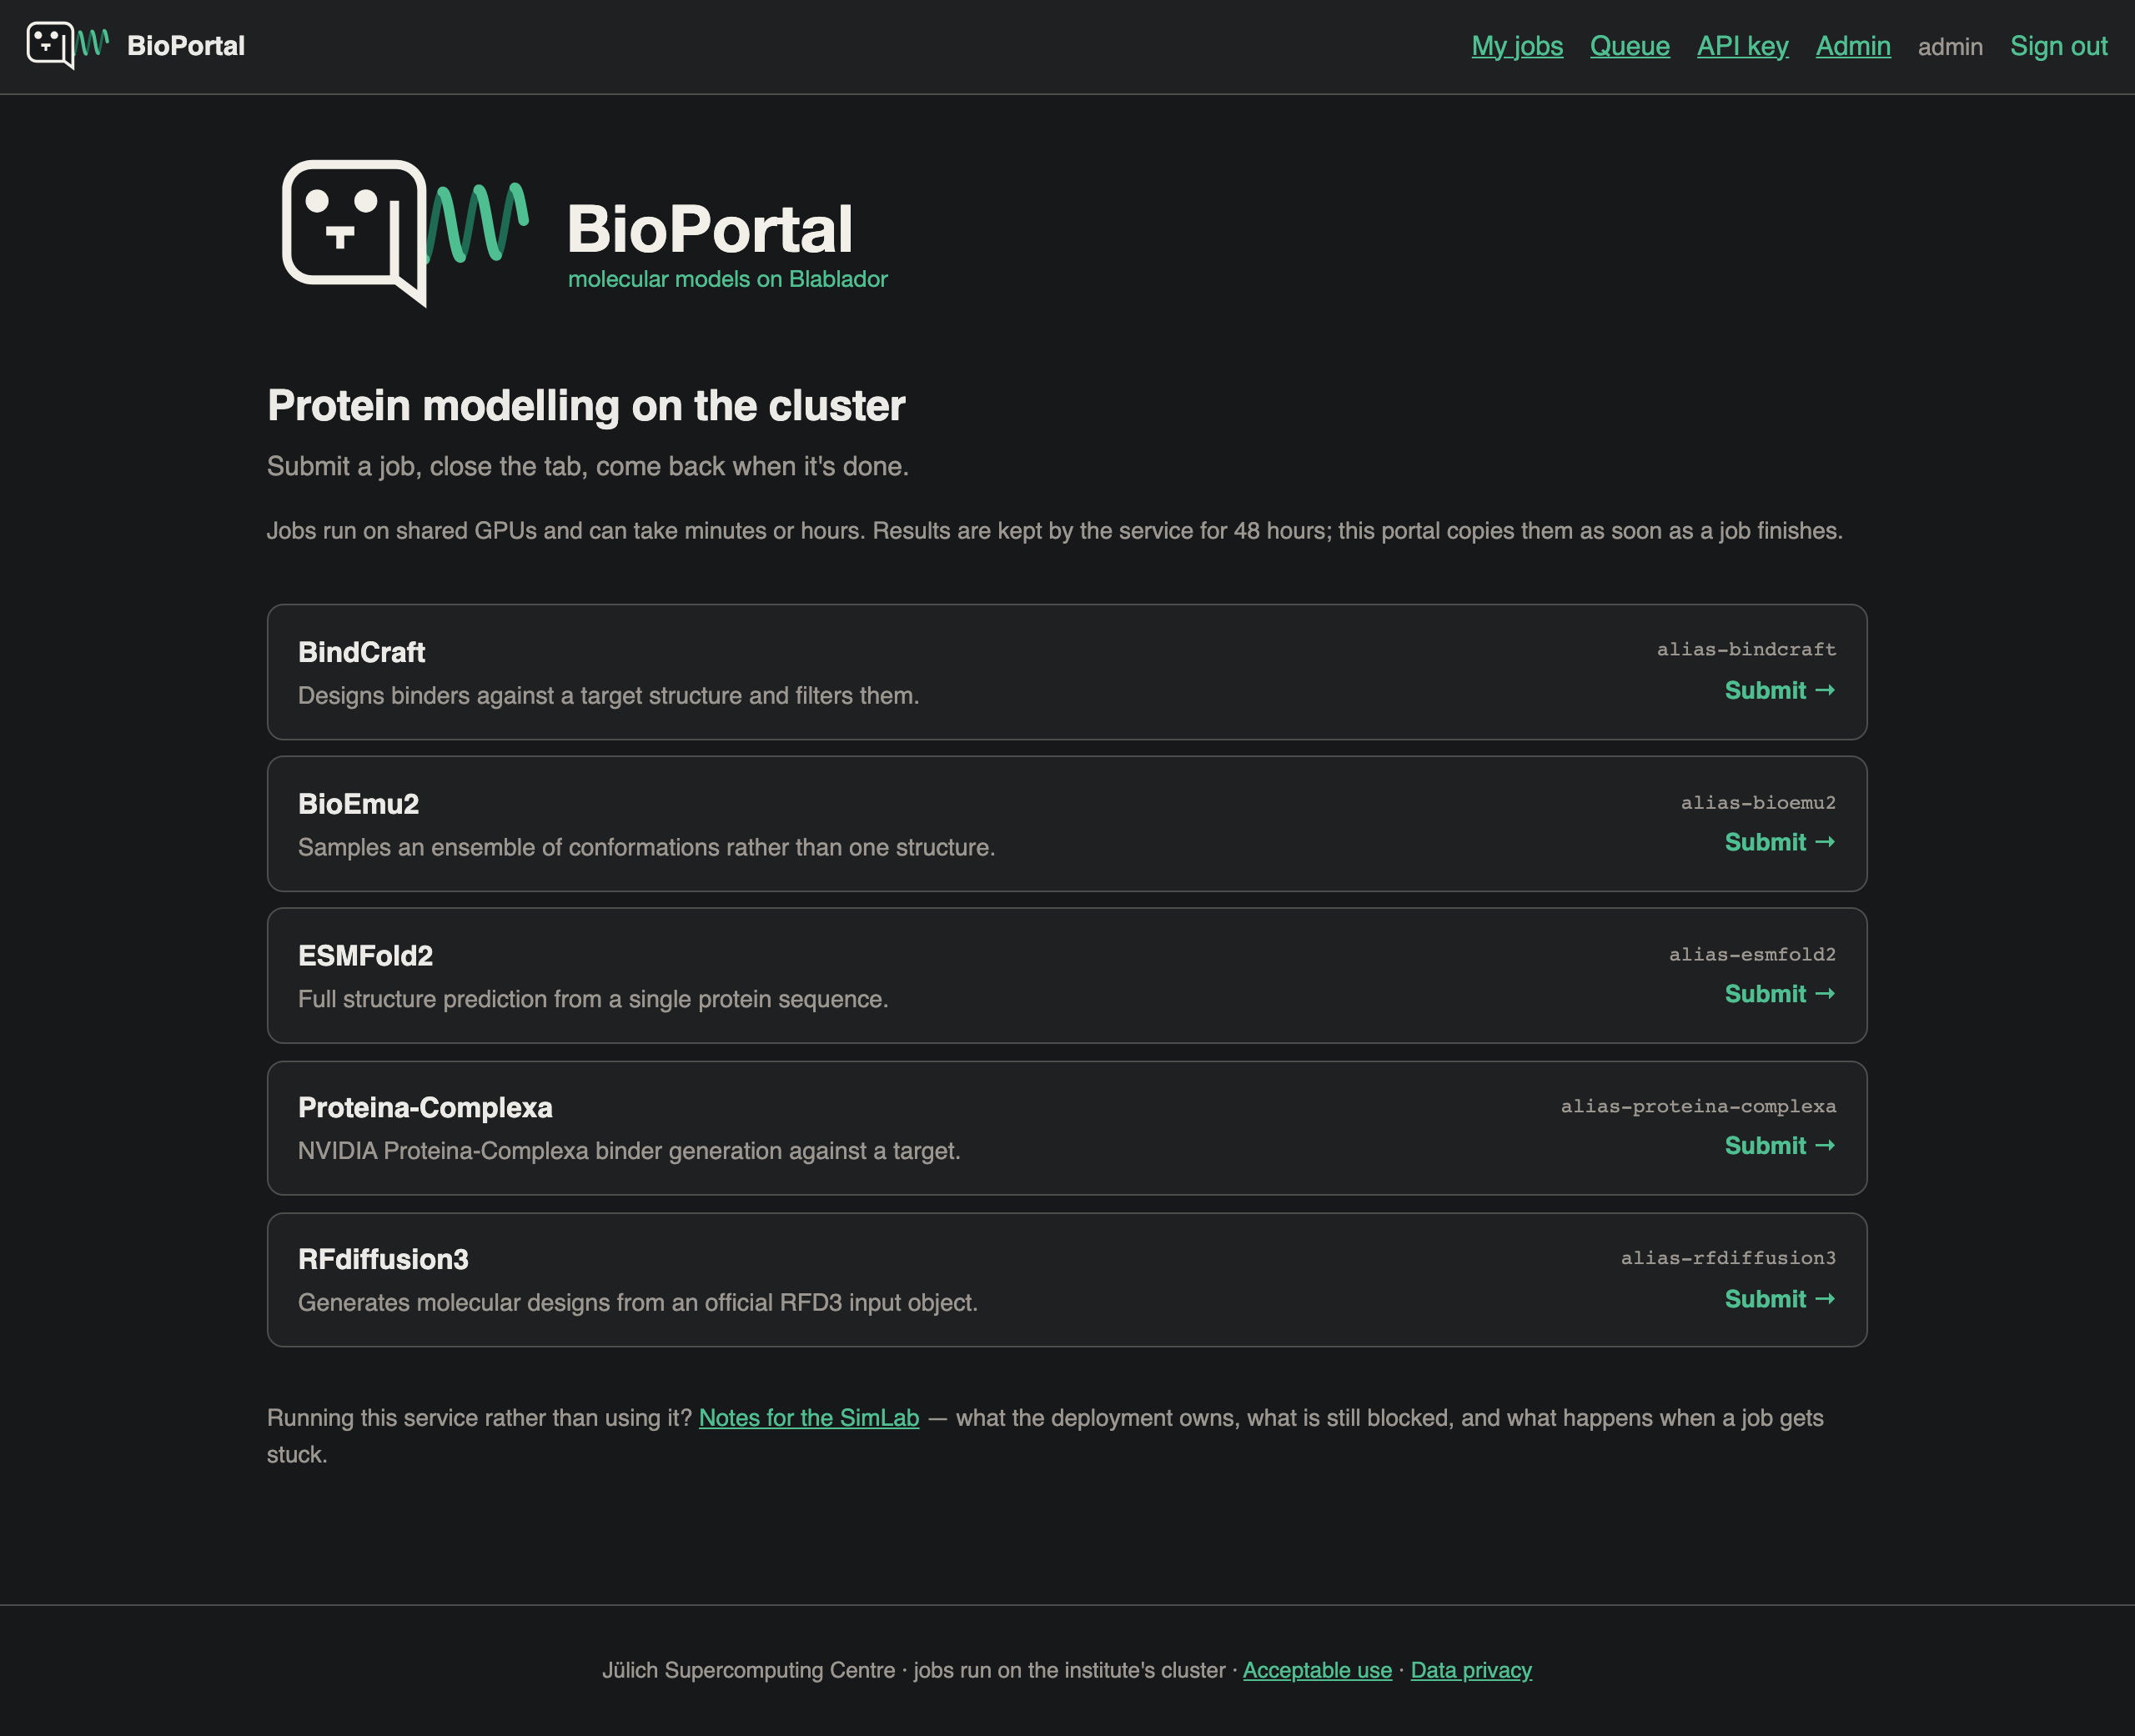 BioPortal
My jobs Queue API key Admin admin Sign out
BioPortal
molecular models on Blablador
Protein modelling on the cluster
Submit a job, close the tab, come back when it's done.
Jobs run on shared GPUs and can take minutes or hours. Results are kept by the service for 48 hours; this portal copies them as soon as a job finishes.
BindCraft
alias-bindcraft
Designs binders against a target structure and filters them.
Submit →
BioEmu2
alias-bioemu2
Samples an ensemble of conformations rather than one structure.
Submit →
ESMFold2
alias-esmfold2
Full structure prediction from a single protein sequence.
Submit →
Proteina-Complexa
alias-proteina-complexa
NVIDIA Proteina-Complexa binder generation against a target.
Submit →
RFdiffusion3
alias-rfdiffusion3
Generates molecular designs from an official RFD3 input object.
Submit →
Running this service rather than using it? Notes for the SimLab — what the deployment owns, what is still blocked, and what happens when a job gets
stuck.
Jülich Supercomputing Centre · jobs run on the institute's cluster · Acceptable use · Data privacy